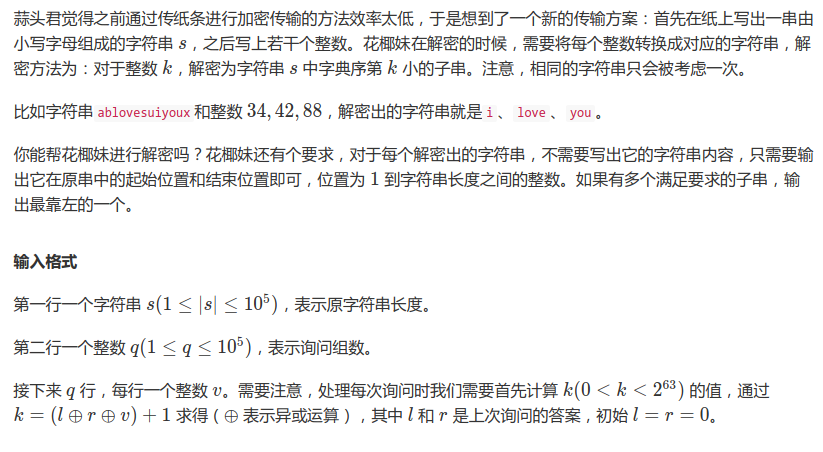 蒜头君觉得之前通过传纸条进行加密传输的方法效率太低，于是想到了一个新的传输方案：首先在纸上写出一串由
小写字母组成的字符串 s，之后写上若干个整数。花椰妹在解密的时候，需要将每个整数转换成对应的字符串，解
密方法为：对于整数 k，解密为字符串 s 中字典序第 k 小的子串。注意，相同的字符串只会被考虑一次。
比如字符串 ablovesuiyoux 和整数 34, 42, 88，解密出的字符串就是 i 、 love 、 you 。
你能帮花椰妹进行解密吗？花椰妹还有个要求，对于每个解密出的字符串，不需要写出它的字符串内容，只需要输
出它在原串中的起始位置和结束位置即可，位置为 1 到字符串长度之间的整数。如果有多个满足要求的子串，输
出最靠左的一个。
输入格式
第一行一个字符串 s(1 ≤ |s| ≤ 10⁵)，表示原字符串长度。
第二行一个整数 q(1 ≤ q ≤ 10⁵)，表示询问组数。
接下来 q 行，每行一个整数 v。需要注意，处理每次询问时我们需要首先计算 k(0 < k < 2⁶³) 的值，通过
k = (l ⊕ r ⊕ v) + 1 求得（⊕ 表示异或运算），其中 l 和 r 是上次询问的答案，初始 l = r = 0。